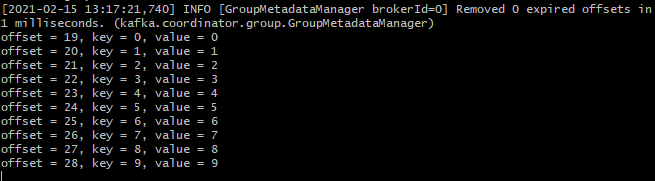 [2021-02-15 13:17:21,740] INFO [GroupMetadataManager brokerId=0] Removed 0 expired offsets in
1 milliseconds. (kafka.coordinator.group.GroupMetadataManager)
offset = 19, key = 0, value = 0
offset = 20, key = 1, value = 1
offset = 21, key = 2, value = 2
offset = 22, key = 3, value = 3
offset = 23, key = 4, value = 4
offset = 24, key = 5, value = 5
offset = 25, key = 6, value = 6
offset = 26, key = 7, value = 7
offset = 27, key = 8, value = 8
offset = 28, key = 9, value = 9